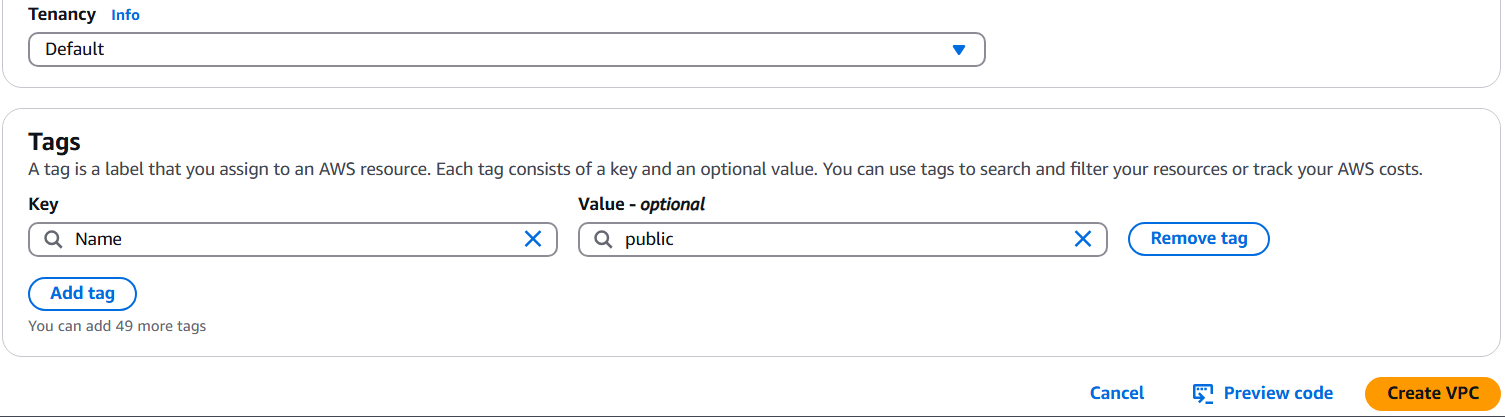 Tenancy Info
Default
Tags
A tag is a label that you assign to an AWS resource. Each tag consists of a key and an optional value. You can use tags to search and filter your resources or track your AWS costs.
Key Value - optional
Name public Remove tag
Add tag
You can add 49 more tags
Cancel Preview code Create VPC